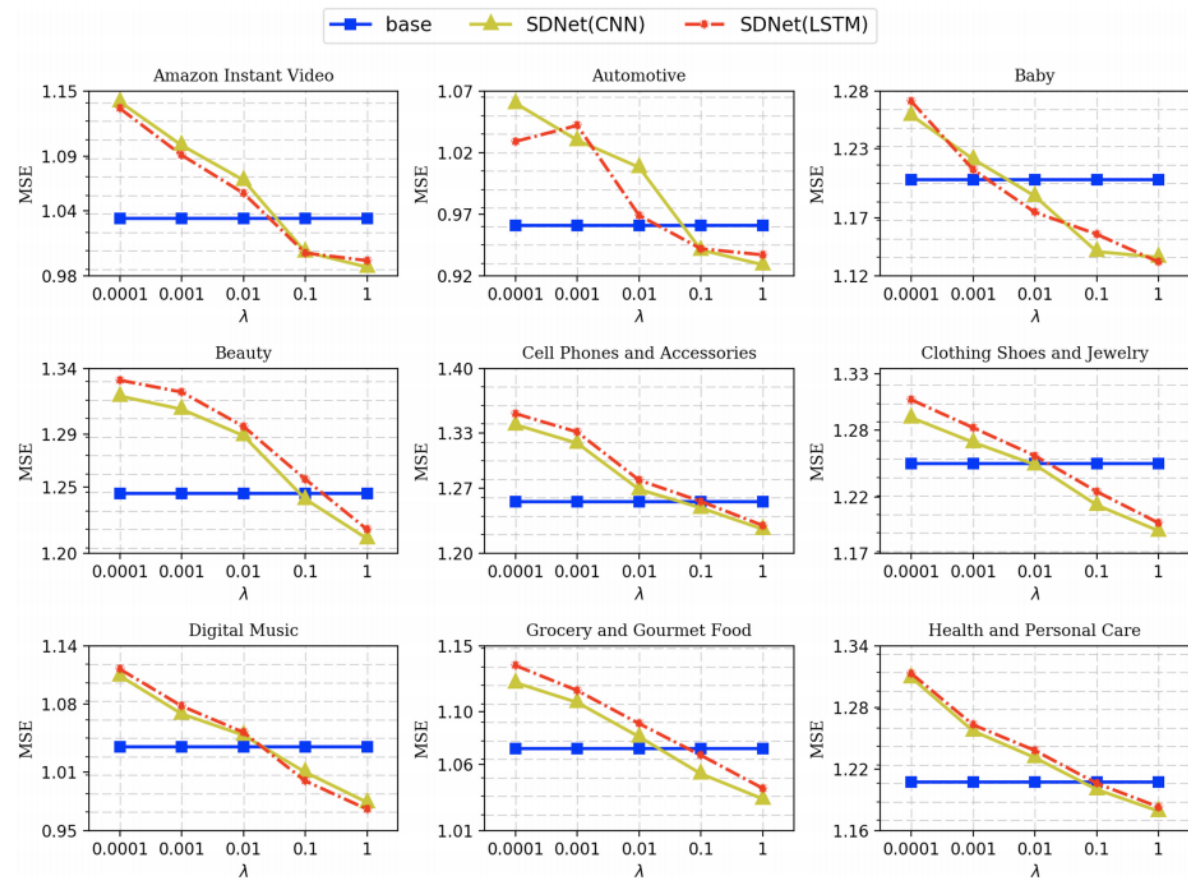 base SDNet(CNN) SDNet(LSTM)
Amazon Instant Video
1.15
1.09
1.04
0.98
MSE
0.0001 0.001 0.01 0.1 1
λ
Automotive
1.07
1.02
0.97
0.92
MSE
0.0001 0.001 0.01 0.1 1
λ
Baby
1.28
1.23
1.17
1.12
MSE
0.0001 0.001 0.01 0.1 1
λ
Beauty
1.34
1.29
1.25
1.20
MSE
0.0001 0.001 0.01 0.1 1
λ
Cell Phones and Accessories
1.40
1.33
1.27
1.20
MSE
0.0001 0.001 0.01 0.1 1
λ
Clothing Shoes and Jewelry
1.33
1.28
1.22
1.17
MSE
0.0001 0.001 0.01 0.1 1
λ
Digital Music
1.14
1.08
1.01
0.95
MSE
0.0001 0.001 0.01 0.1 1
λ
Grocery and Gourmet Food
1.15
1.10
1.06
1.01
MSE
0.0001 0.001 0.01 0.1 1
λ
Health and Personal Care
1.34
1.28
1.22
1.16
MSE
0.0001 0.001 0.01 0.1 1
λ